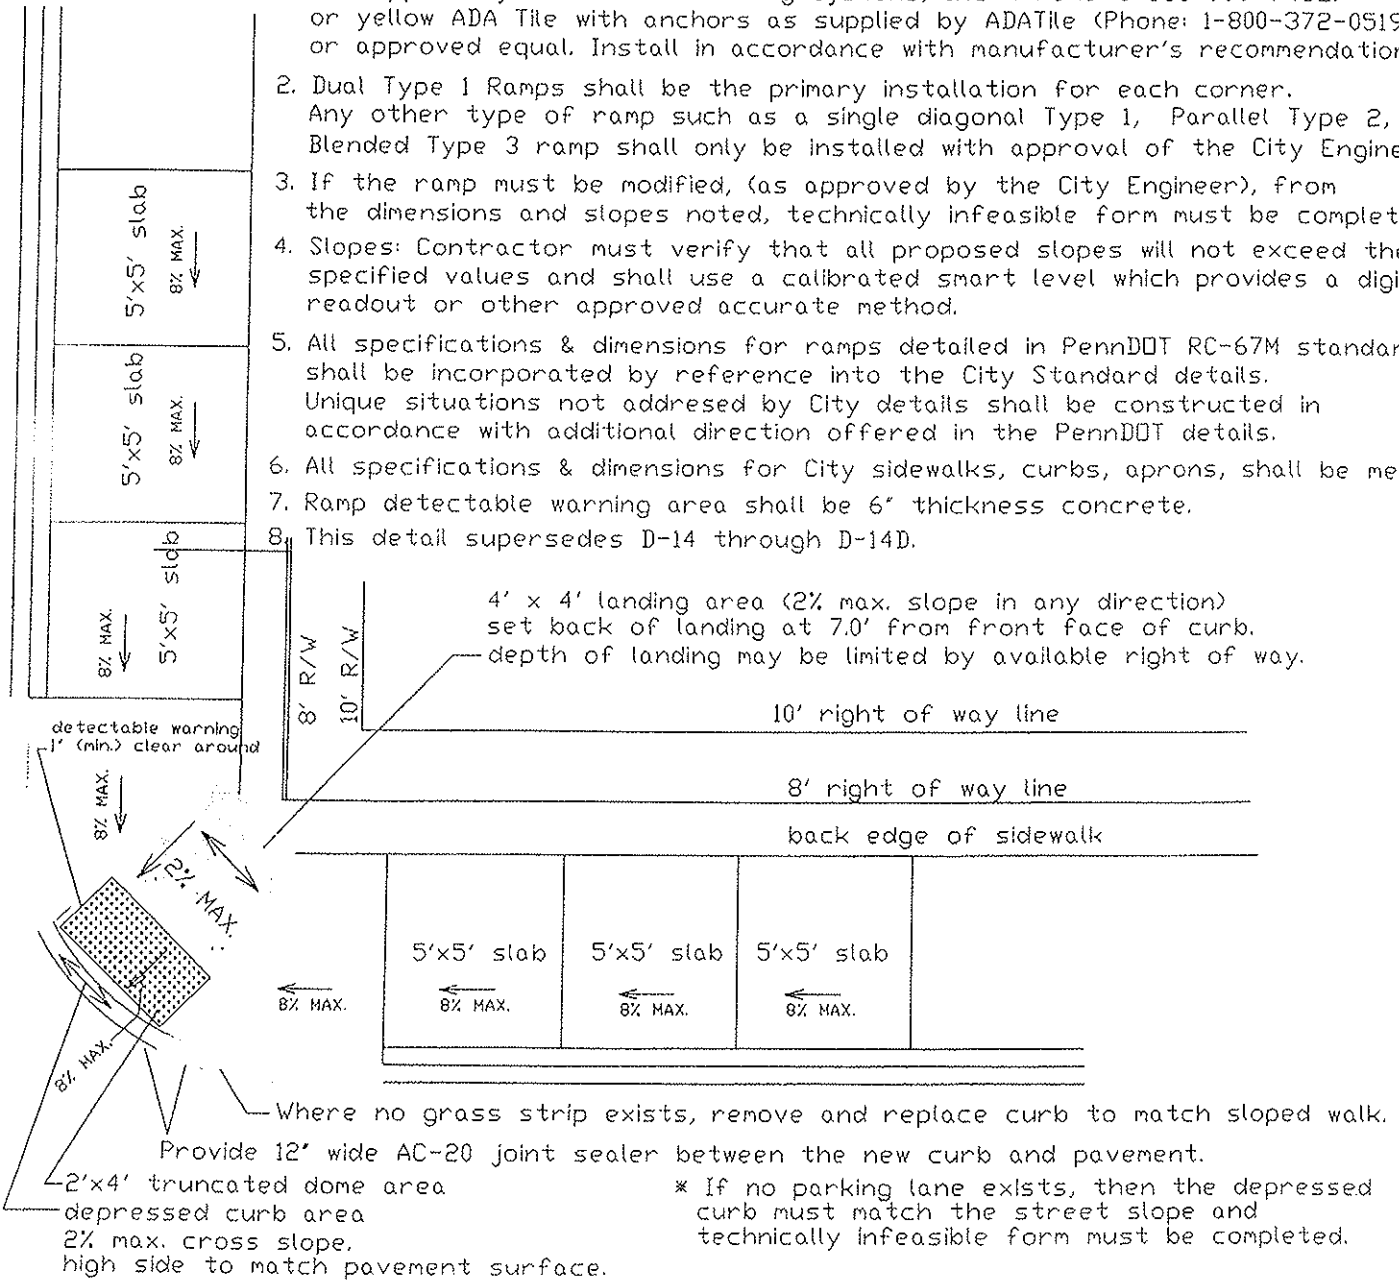 or yellow ADA Tile with anchors as supplied by ADATile (Phone: 1-800-372-0519
or approved equal. Install in accordance with manufacturer's recommendation
2. Dual Type 1 Ramps shall be the primary installation for each corner.
Any other type of ramp such as a single diagonal Type 1, Parallel Type 2,
Blended Type 3 ramp shall only be installed with approval of the City Engine
3. If the ramp must be modified, (as approved by the City Engineer), from
the dimensions and slopes noted, technically infeasible form must be complet
4. Slopes: Contractor must verify that all proposed slopes will not exceed the
specified values and shall use a calibrated smart level which provides a digi
readout or other approved accurate method.
5. All specifications & dimensions for ramps detailed in PennDOT RC-67M standar
shall be incorporated by reference into the City Standard details.
Unique situations not addresed by City details shall be constructed in
accordance with additional direction offered in the PennDOT details.
6. All specifications & dimensions for City sidewalks, curbs, aprons, shall be me
7. Ramp detectable warning area shall be 6" thickness concrete.
8. This detail supersedes D-14 through D-14D.
5'x5' slab
8% MAX.
5'x5' slab
8% MAX.
5'x5' slab
8% MAX.
4' x 4' landing area (2% max. slope in any direction)
set back of landing at 7.0' from front face of curb.
depth of landing may be limited by available right of way.
8' R/W
10' R/W
10' right of way line
8' right of way line
back edge of sidewalk
detectable warning
1' (min.) clear around
8% MAX.
2% MAX.
5'x5' slab
5'x5' slab
5'x5' slab
8% MAX.
8% MAX.
8% MAX.
8% MAX.
8% MAX.
Where no grass strip exists, remove and replace curb to match sloped walk.
Provide 12" wide AC-20 joint sealer between the new curb and pavement.
2'x4' truncated dome area
depressed curb area
2% max. cross slope.
high side to match pavement surface.
* If no parking lane exists, then the depressed
curb must match the street slope and
technically infeasible form must be completed.